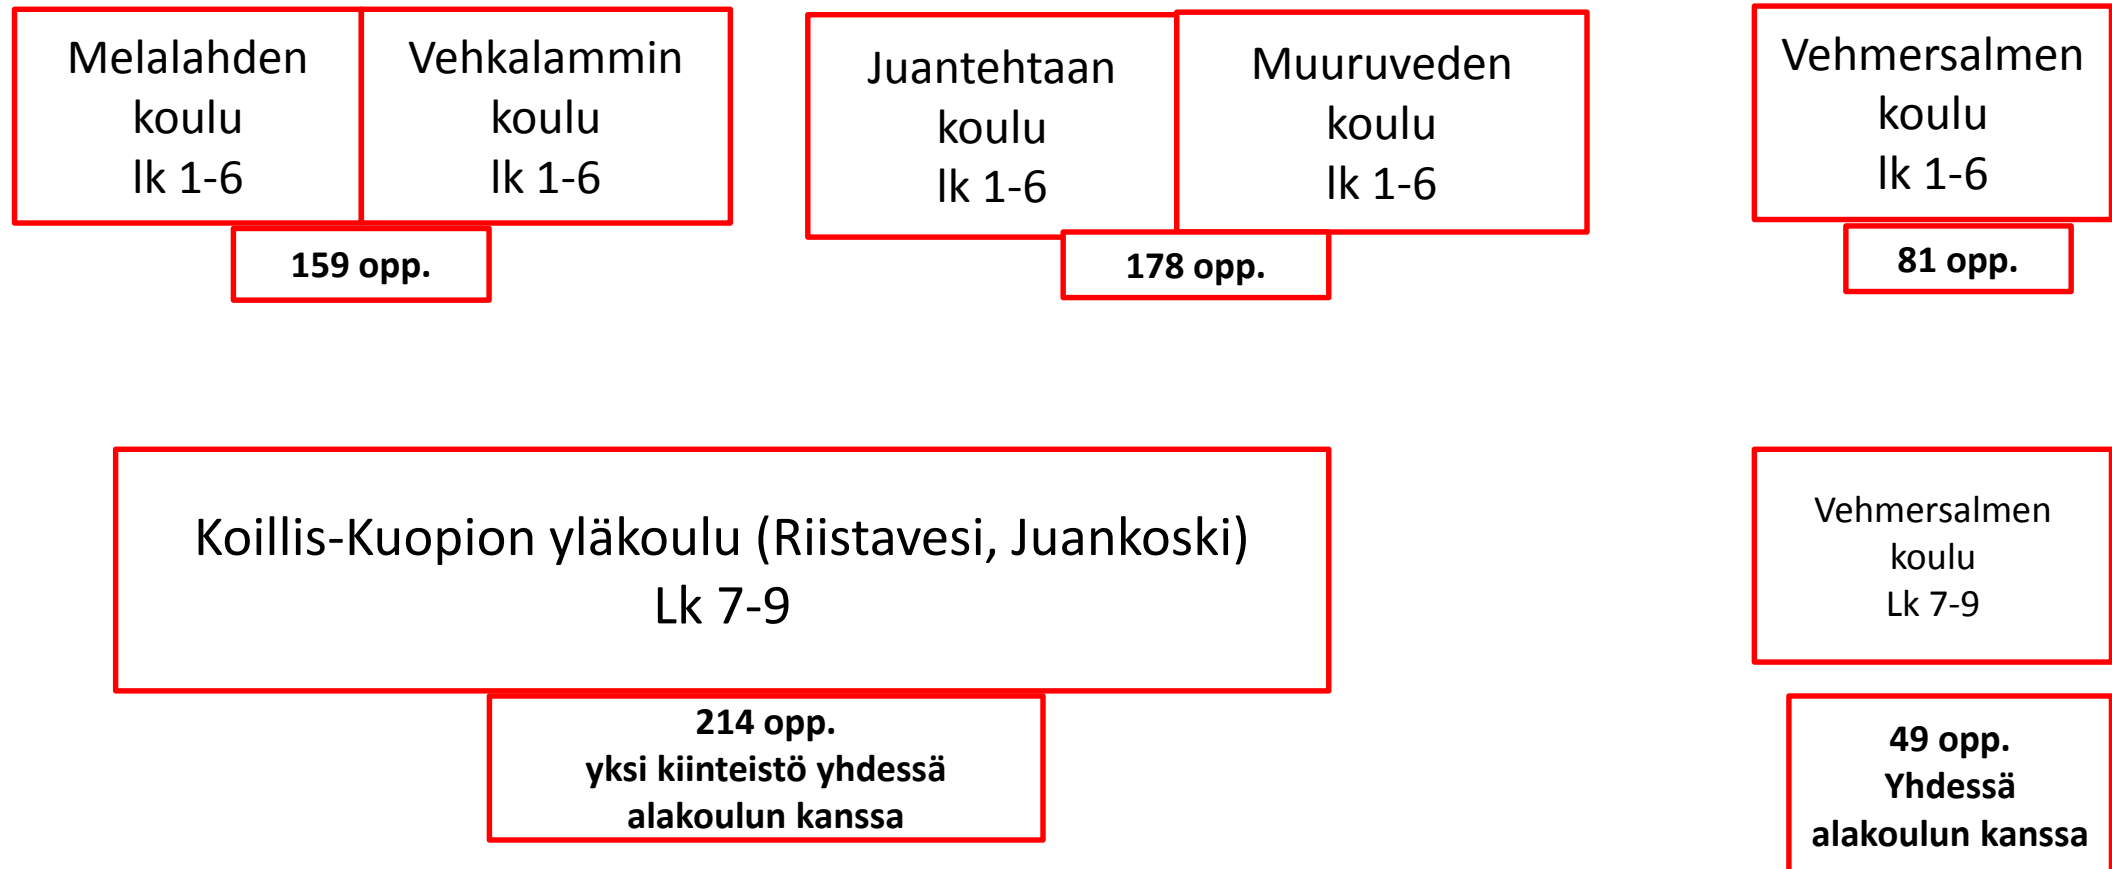 Melalahden
koulu
lk 1-6
Vehkalammin
koulu
lk 1-6
159 opp.
Juantehtaan
koulu
lk 1-6
Muuruveden
koulu
lk 1-6
178 opp.
Vehmersalmen
koulu
lk 1-6
81 opp.
Koillis-Kuopion yläkoulu (Riistavesi, Juankoski)
Lk 7-9
214 opp.
yksi kiinteistö yhdessä
alakoulun kanssa
Vehmersalmen
koulu
Lk 7-9
49 opp.
Yhdessä
alakoulun kanssa